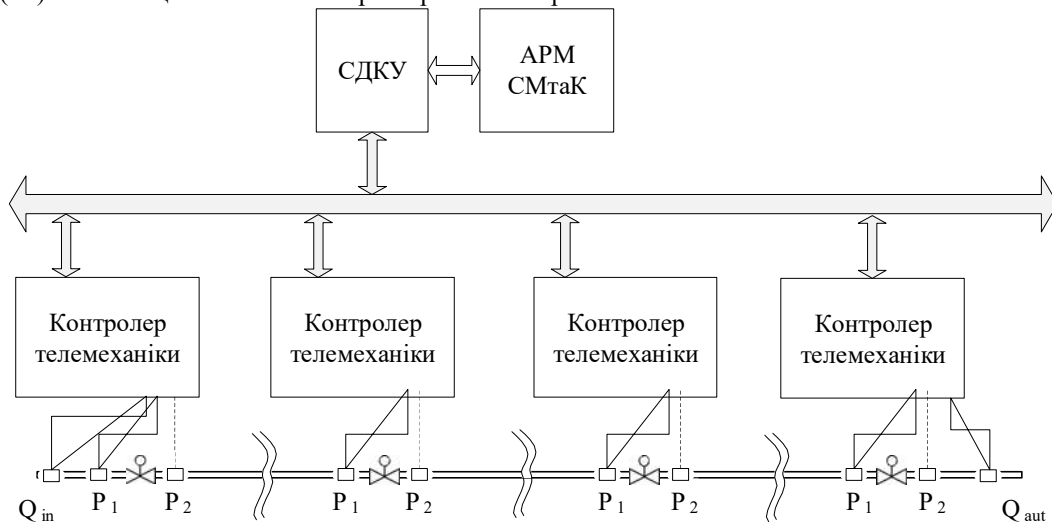 СДКУ
АРМ
СМтаК
Контролер
телемеханіки
Контролер
телемеханіки
Контролер
телемеханіки
Контролер
телемеханіки
Q in P 1 P 2 P 1 P 2 P 1 P 2 P 1 P 2 Q aut